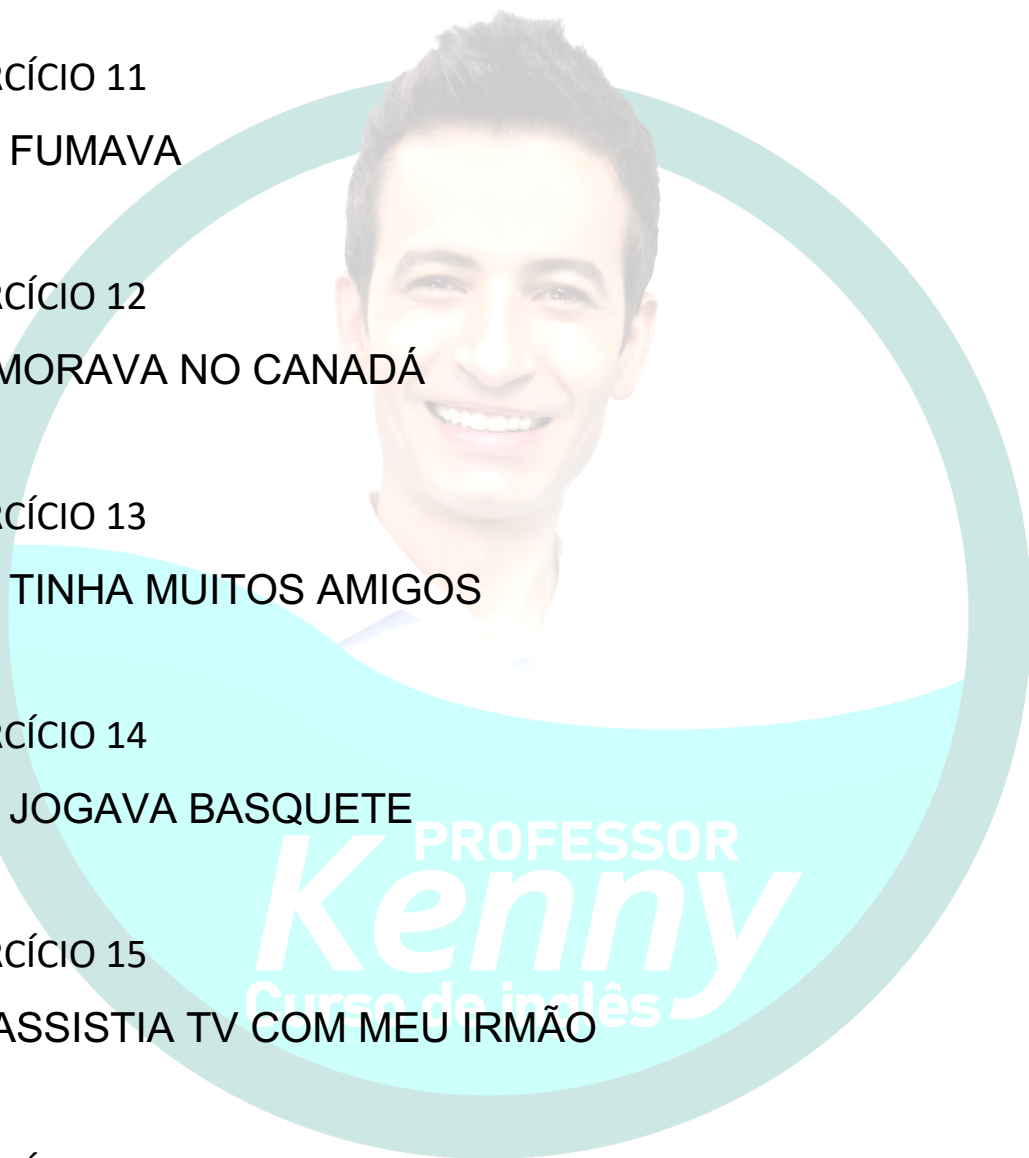 RCÍCIO 11
FUMAVA
RCÍCIO 12
MORAVA NO CANADÁ
RCÍCIO 13
TINHA MUITOS AMIGOS
RCÍCIO 14
JOGAVA BASQUETE
PROFESSOR
Kenny
RCÍCIO 15
Curso de inglês
ASSISTIA TV COM MEU IRMÃO